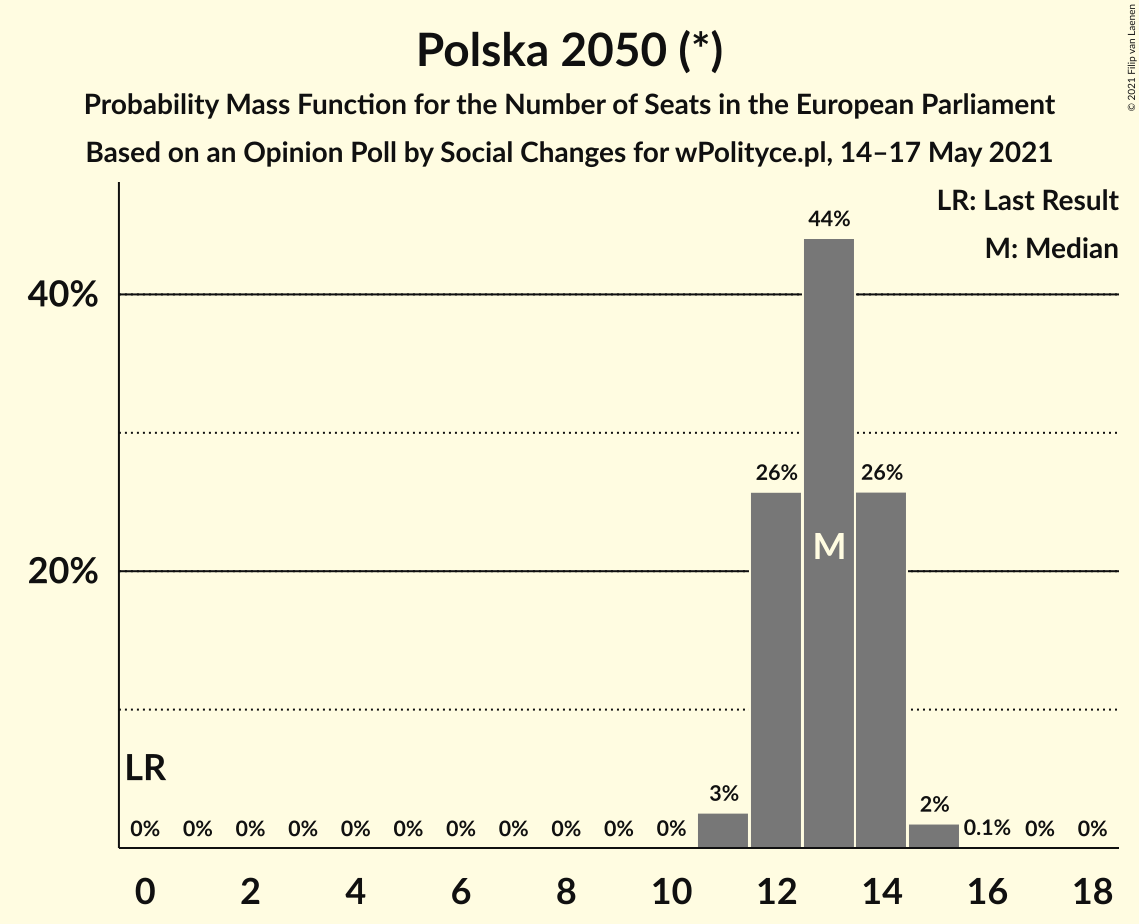 Polska 2050 (*)
Probability Mass Function for the Number of Seats in the European Parliament
Based on an Opinion Poll by Social Changes for wPolityce.pl, 14–17 May 2021
© 2021 Filip van Laenen
LR: Last Result
M: Median
44%
40%
26% 26%
M
20%
LR
3% 2%
0% 0% 0% 0% 0% 0% 0% 0% 0% 0% 0% 0.1% 0% 0%
0 2 4 6 8 10 12 14 16 18